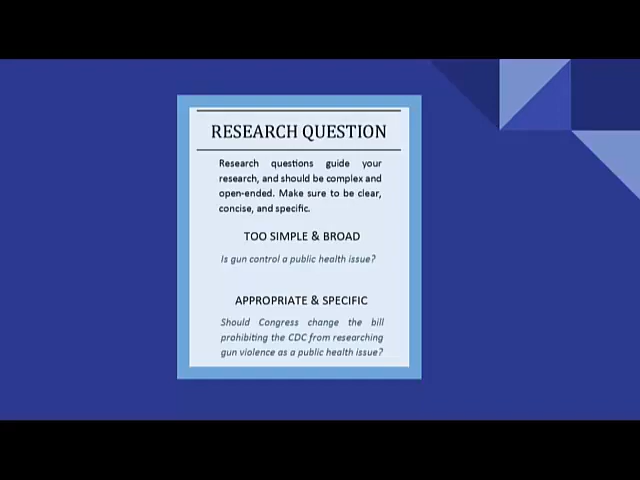 RESEARCH QUESTION
Research questions guide your
research, and should be complex and
open-ended. Make sure to be clear,
concise, and specific.
TOO SIMPLE & BROAD
Is gun control a public health issue?
APPROPRIATE & SPECIFIC
Should Congress change the bill
prohibiting the CDC from researching
gun violence as a public health issue?